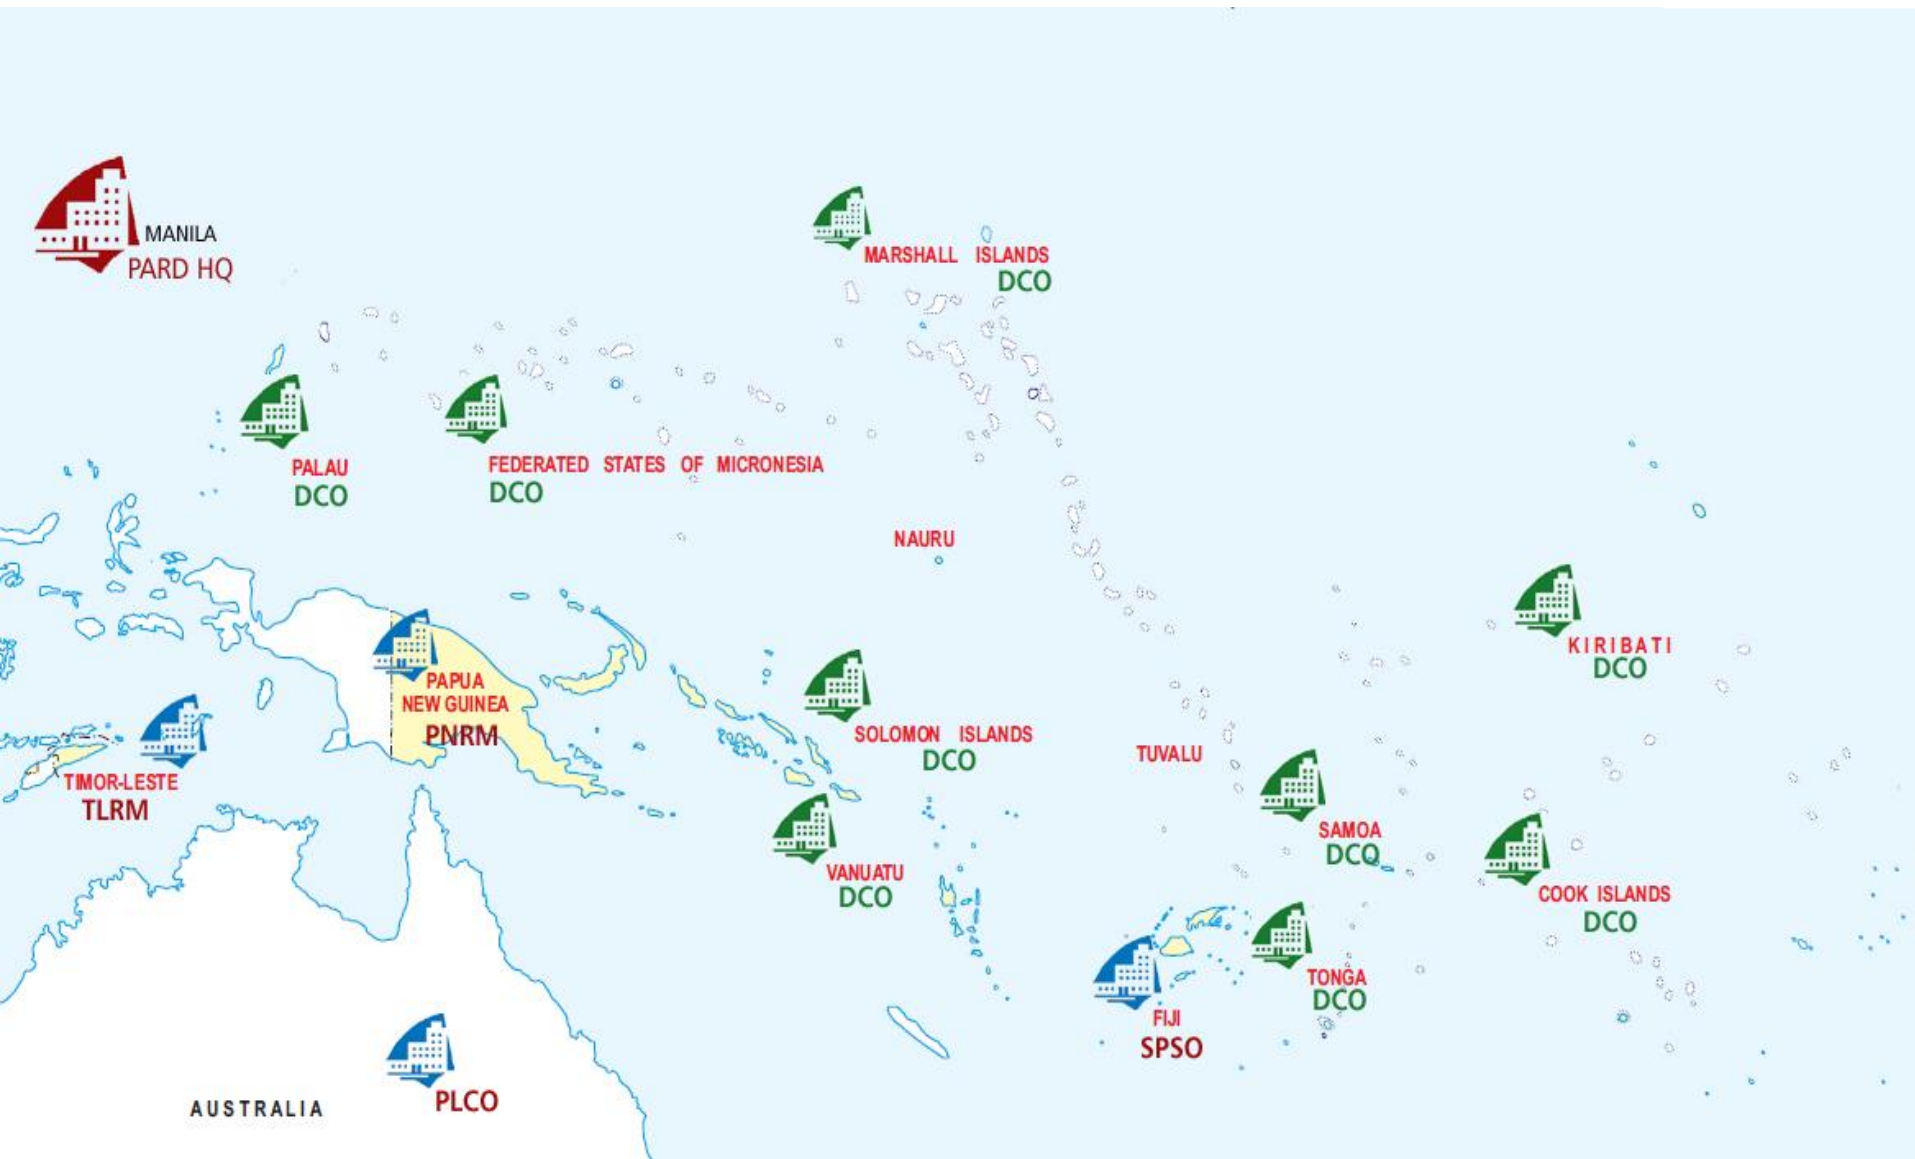 MANILA
PARD HQ
MARSHALL ISLANDS
DCO
PALAU
DCO
FEDERATED STATES OF MICRONESIA
DCO
NAURU
KIRIBATI
DCO
PAPUA
NEW GUINEA
PNRM
SOLOMON ISLANDS
DCO
TUVALU
TIMOR-LESTE
TLRM
SAMOA
DCO
VANUATU
DCO
COOK ISLANDS
DCO
TONGA
DCO
FIJI
SPSO
PLCO
AUSTRALIA